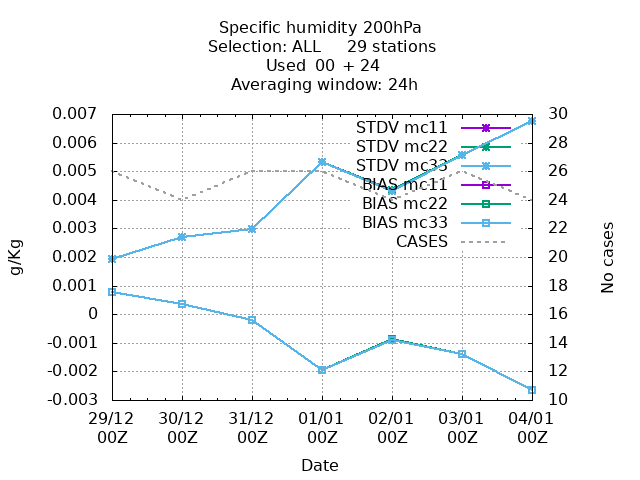 Specific humidity 200hPa
Selection: ALL     29 stations
Used  00  + 24
Averaging window: 24h
0.007
0.006
0.005
0.004
0.003
0.002
0.001
0
-0.001
-0.002
-0.003
g/Kg
STDV mc11
STDV mc22
STDV mc33
BIAS mc11
BIAS mc22
BIAS mc33
CASES
30
28
26
24
22
20
18
16
14
12
10
No cases
29/12 30/12 31/12 01/01 02/01 03/01 04/01
00Z 00Z 00Z 00Z 00Z 00Z 00Z
Date